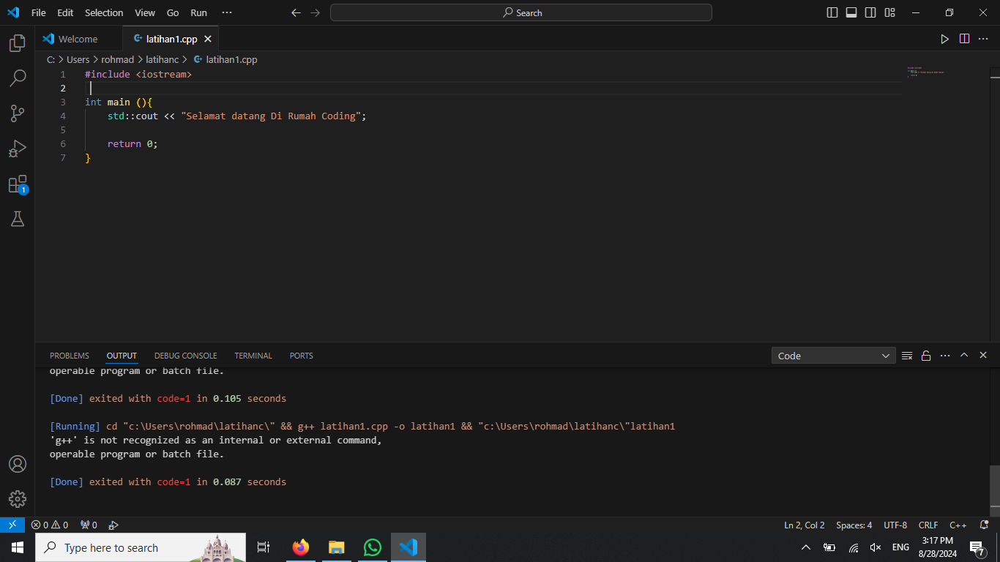 File Edit Selection View Go Run ··· Search
Welcome latihan1.cpp
C: > Users > rohmad > latihanc > latihan1.cpp
1 #include <iostream>
2
3 int main (){
4 std::cout << "Selamat datang Di Rumah Coding";
5
6 return 0;
7 }
PROBLEMS OUTPUT DEBUG CONSOLE TERMINAL PORTS Code
operable program or batch file.
[Done] exited with code=1 in 0.105 seconds
[Running] cd "c:\Users\rohmad\latihanc\" && g++ latihan1.cpp -o latihan1 && "c:\Users\rohmad\latihanc\"latihan1
'g++' is not recognized as an internal or external command,
operable program or batch file.
[Done] exited with code=1 in 0.087 seconds
1
0 0 0 Ln 2, Col 2 Spaces: 4 UTF-8 CRLF C++
Type here to search ENG 3:17 PM
8/28/2024 7